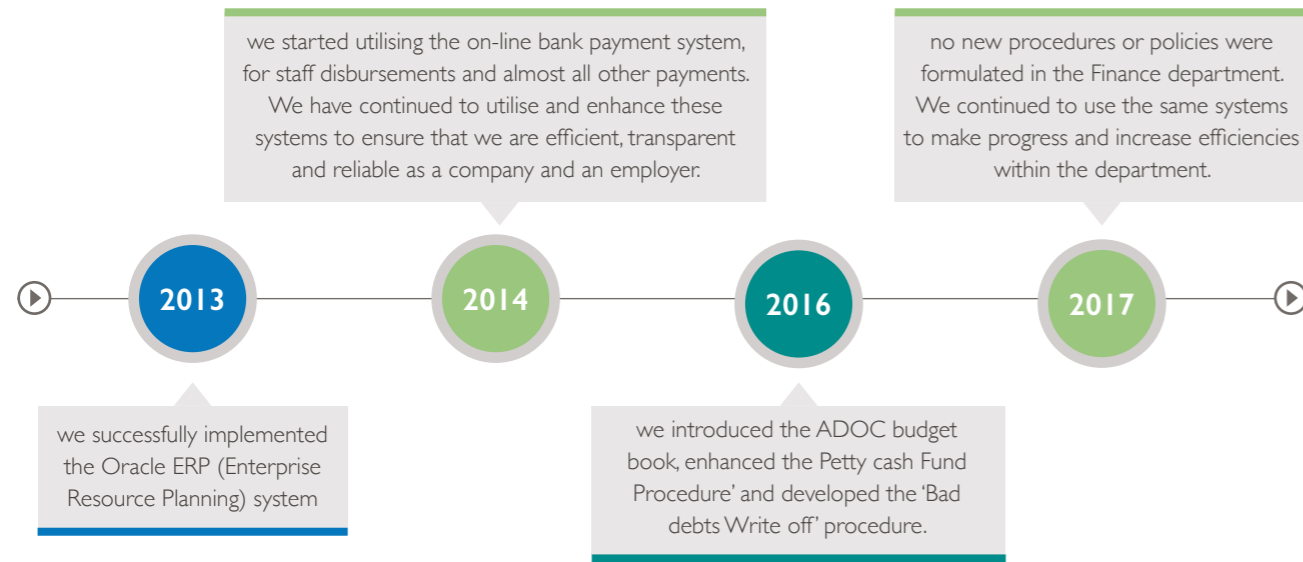 we started utilising the on-line bank payment system,
for staff disbursements and almost all other payments.
We have continued to utilise and enhance these
systems to ensure that we are efficient, transparent
and reliable as a company and an employer.
no new procedures or policies were
formulated in the Finance department.
We continued to use the same systems
to make progress and increase efficiencies
within the department.
2013
2014
2016
2017
we successfully implemented
the Oracle ERP (Enterprise
Resource Planning) system
we introduced the ADOC budget
book, enhanced the Petty cash Fund
Procedure’ and developed the ‘Bad
debts Write off’ procedure.